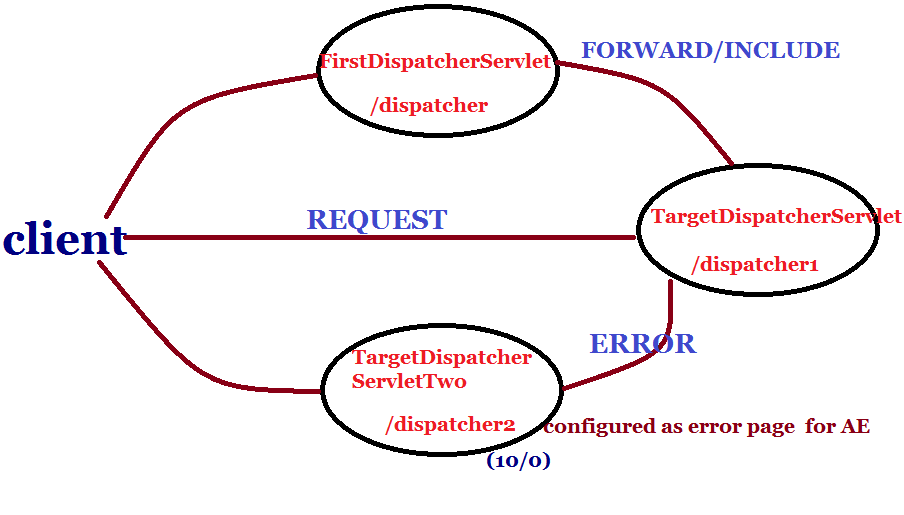 FirstDispatcherServlet
/dispatcher
FORWARD/INCLUDE
client
REQUEST
TargetDispatcherServlet
/dispatcher1
TargetDispatcher
ServletTwo
/dispatcher2
(10/0)
ERROR
configured as error page for AE